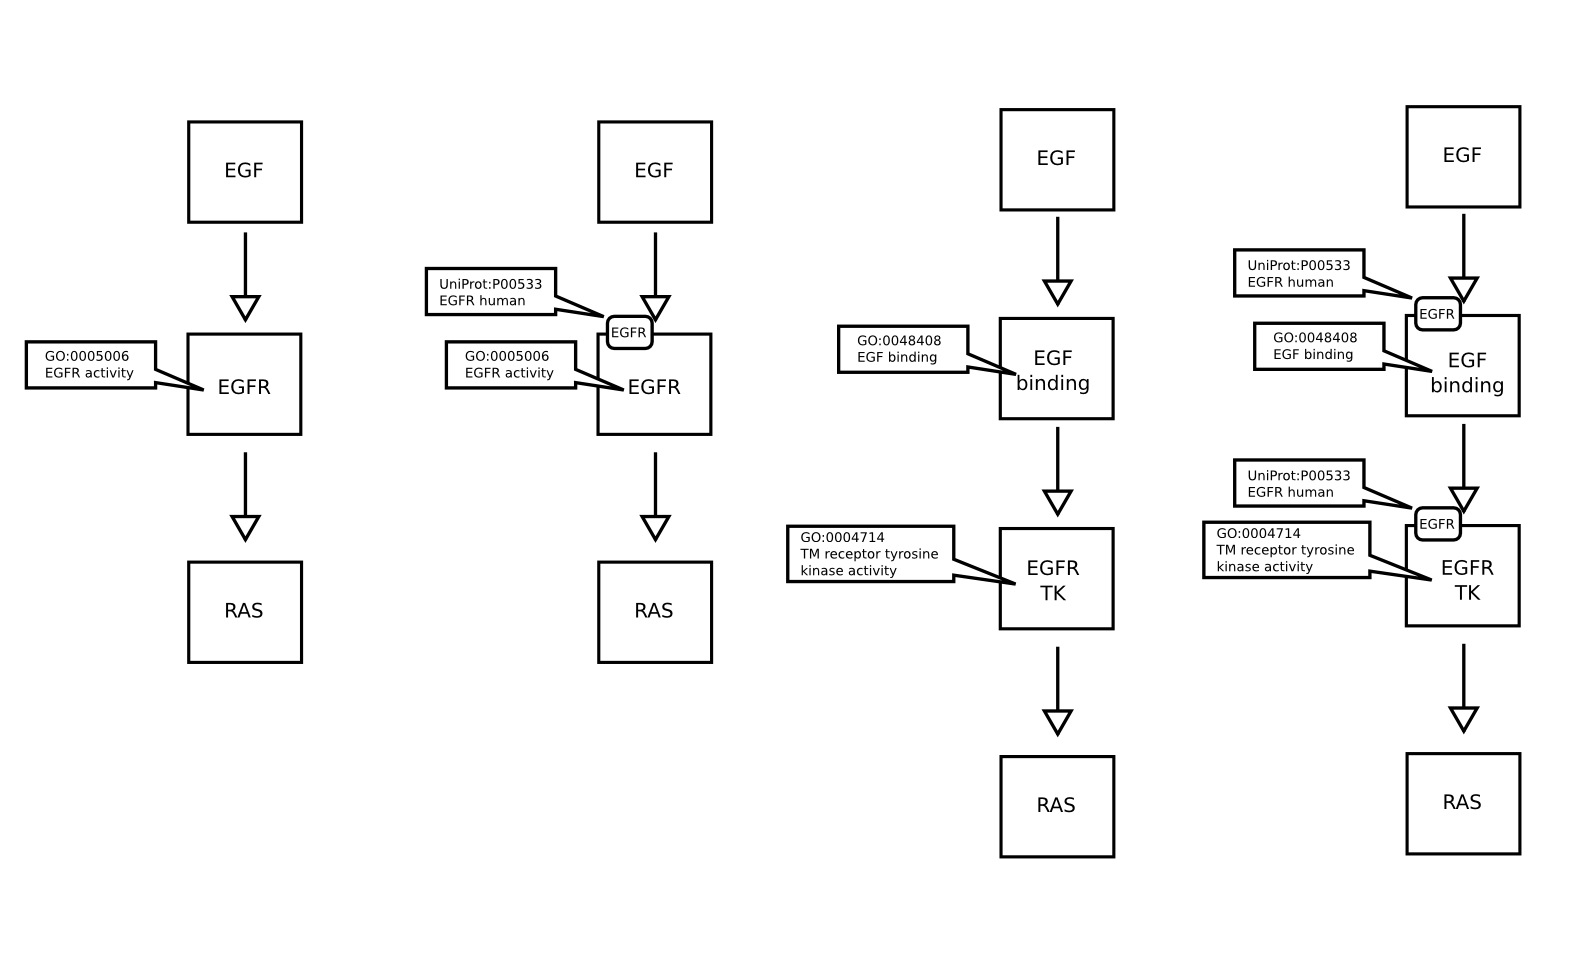 EGF
GO:0005006
EGFR activity
EGFR
RAS
EGF
UniProt:P00533
EGFR human
EGFR
GO:0005006
EGFR activity
EGFR
RAS
EGF
GO:0048408
EGF binding
EGF
binding
GO:0004714
TM receptor tyrosine
kinase activity
EGFR
TK
RAS
EGF
UniProt:P00533
EGFR human
EGFR
GO:0048408
EGF binding
EGF
binding
UniProt:P00533
EGFR human
EGFR
GO:0004714
TM receptor tyrosine
kinase activity
EGFR
TK
RAS